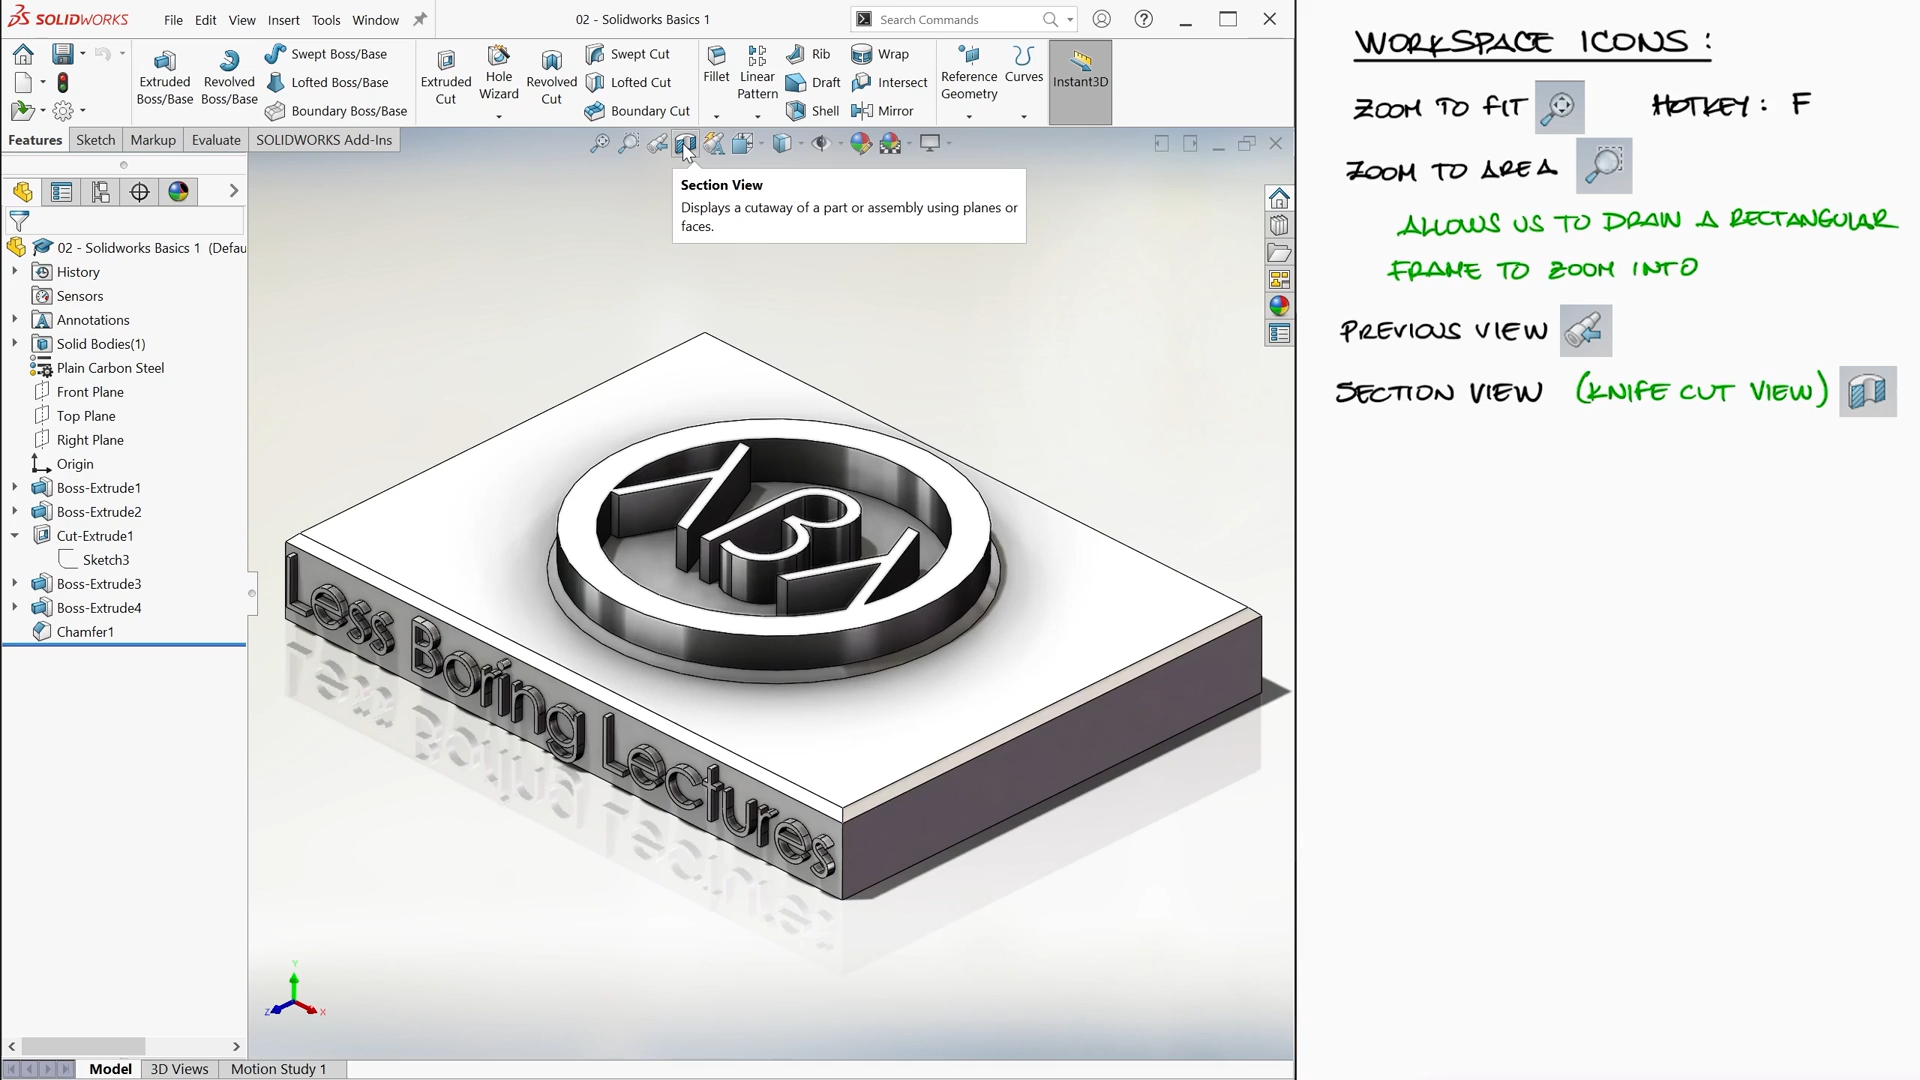 SOLIDWORKS
File Edit View Insert Tools Window
02 - Solidworks Basics 1
Search Commands
Extruded Boss/Base
Revolved Boss/Base
Swept Boss/Base
Lofted Boss/Base
Boundary Boss/Base
Extruded Cut
Hole Wizard
Revolved Cut
Swept Cut
Lofted Cut
Boundary Cut
Fillet
Linear Pattern
Rib
Draft
Shell
Wrap
Intersect
Mirror
Reference Geometry
Curves
Instant3D
Features Sketch Markup Evaluate SOLIDWORKS Add-Ins
Section View
Displays a cutaway of a part or assembly using planes or
faces.
02 - Solidworks Basics 1 (Defau
History
Sensors
Annotations
Solid Bodies(1)
Plain Carbon Steel
Front Plane
Top Plane
Right Plane
Origin
Boss-Extrude1
Boss-Extrude2
Cut-Extrude1
Sketch3
Boss-Extrude3
Boss-Extrude4
Chamfer1
Less Boring Lectures
Y
Z
X
Model 3D Views Motion Study 1
WORKSPACE ICONS :
ZOOM TO FIT HOTKEY : F
ZOOM TO AREA
ALLOWS US TO DRAW A RECTANGULAR
FRAME TO ZOOM INTO
PREVIOUS VIEW
SECTION VIEW (KNIFE CUT VIEW)